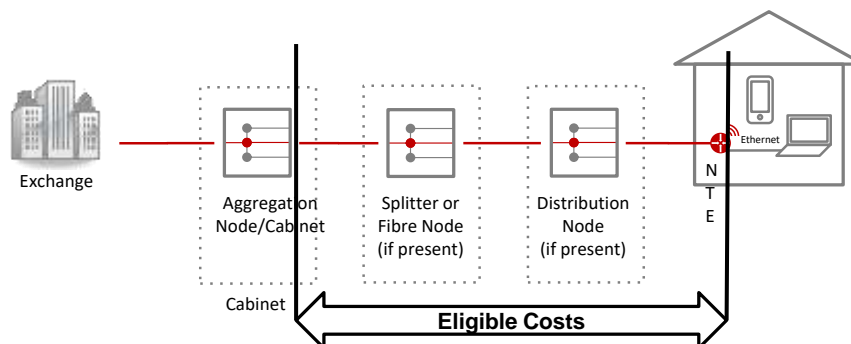 Exchange
Aggregation
Node/Cabinet
Cabinet
Splitter or
Fibre Node
(if present)
Distribution
Node
(if present)
Ethernet
N
T
E
Eligible Costs